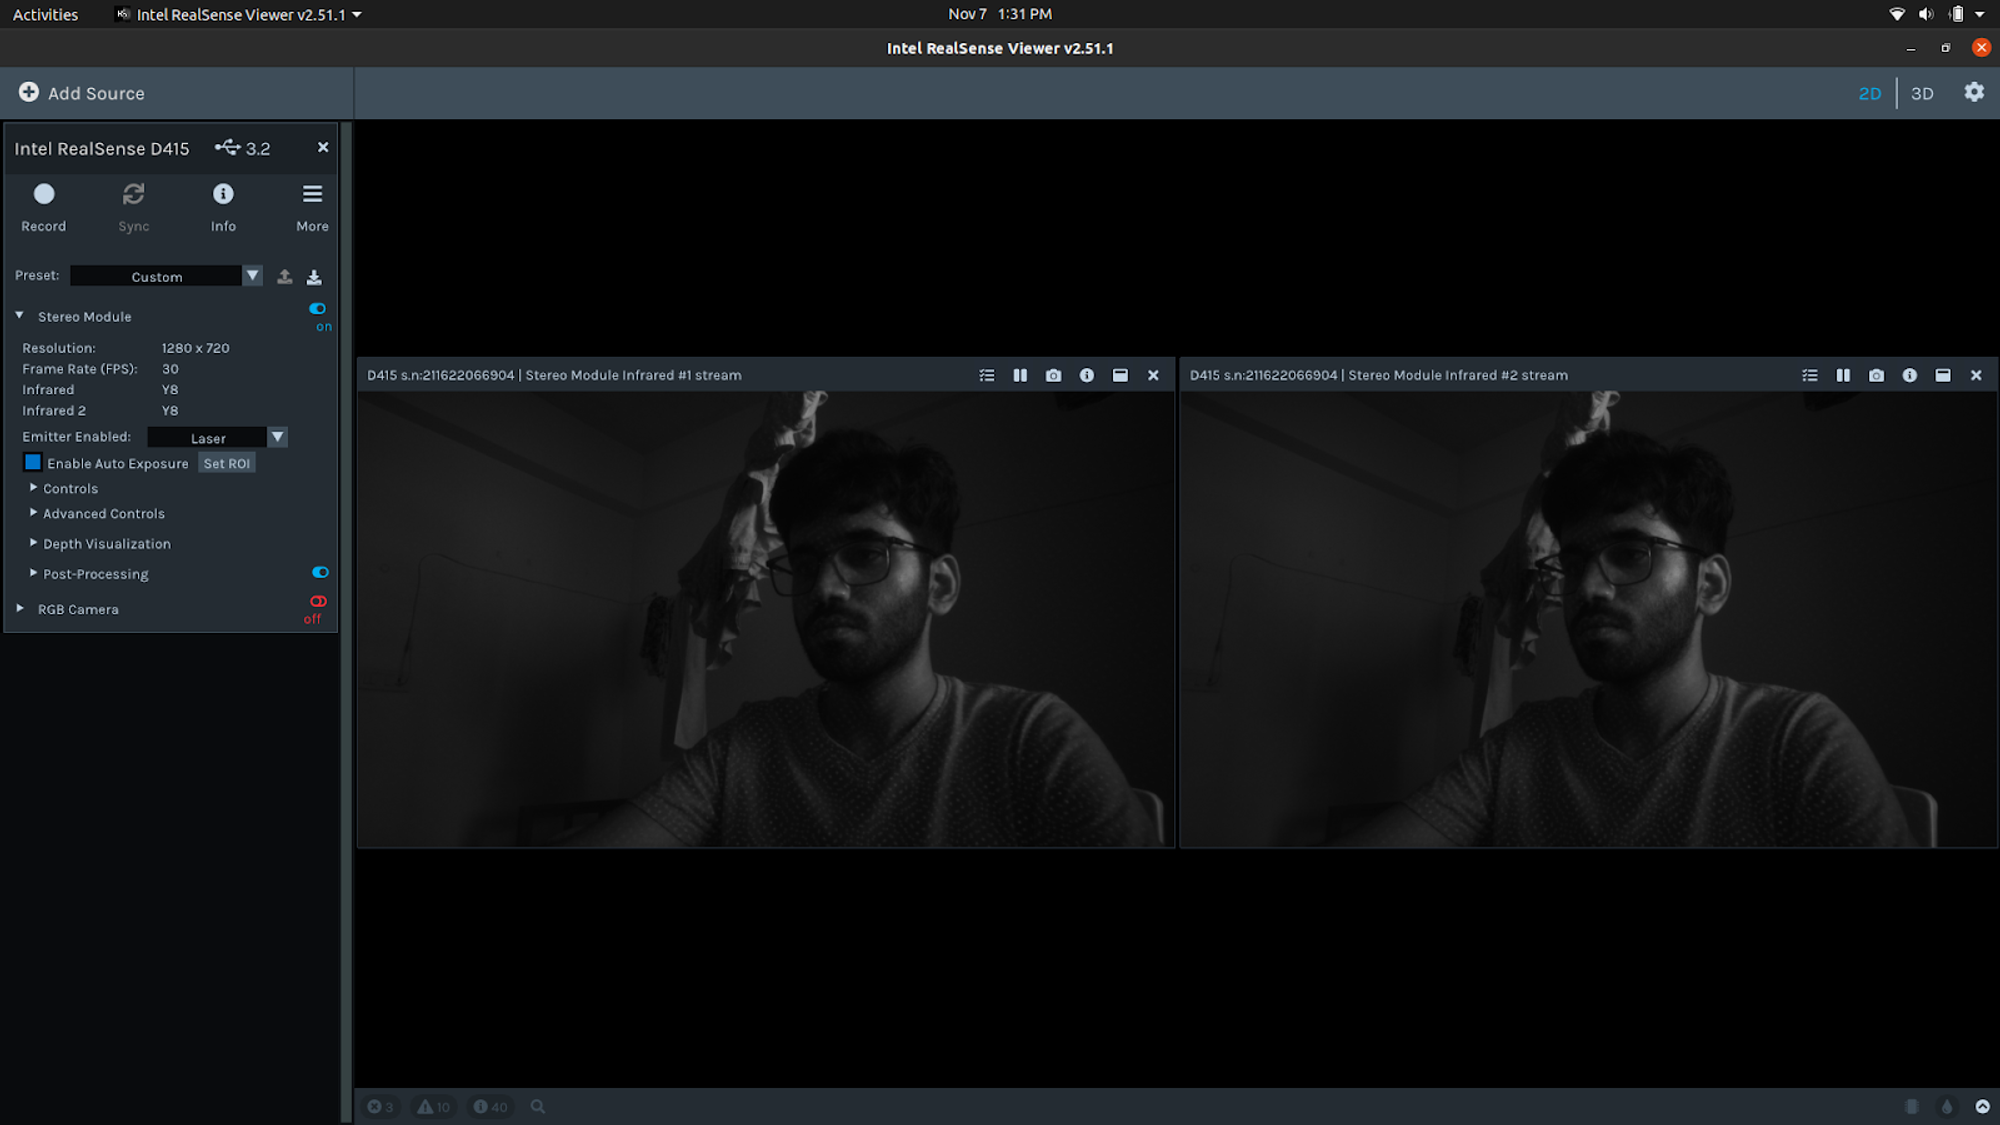 Activities
Intel RealSense Viewer v2.51.1
Nov 7 1:31 PM
Intel RealSense Viewer v2.51.1
Add Source
2D
3D
Intel RealSense D415 3.2
Record
Sync
Info
More
Preset: Custom
Stereo Module
on
Resolution: 1280 x 720
Frame Rate (FPS): 30
Infrared Y8
Infrared 2 Y8
Emitter Enabled: Laser
Enable Auto Exposure Set ROI
Controls
Advanced Controls
Depth Visualization
Post-Processing
RGB Camera
off
D415 s.n:211622066904 | Stereo Module Infrared #1 stream
D415 s.n:211622066904 | Stereo Module Infrared #2 stream
3
10
40